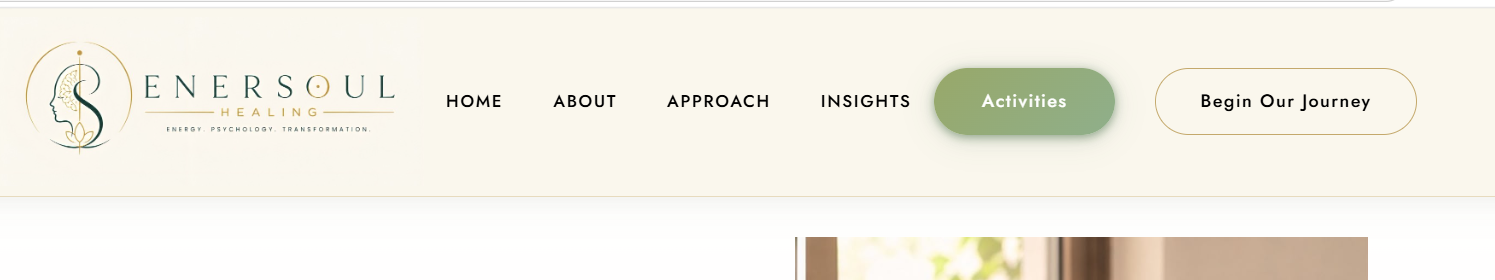 ENERSOUL
HEALING
ENERGY. PSYCHOLOGY. TRANSFORMATION.
HOME ABOUT APPROACH INSIGHTS Activities Begin Our Journey